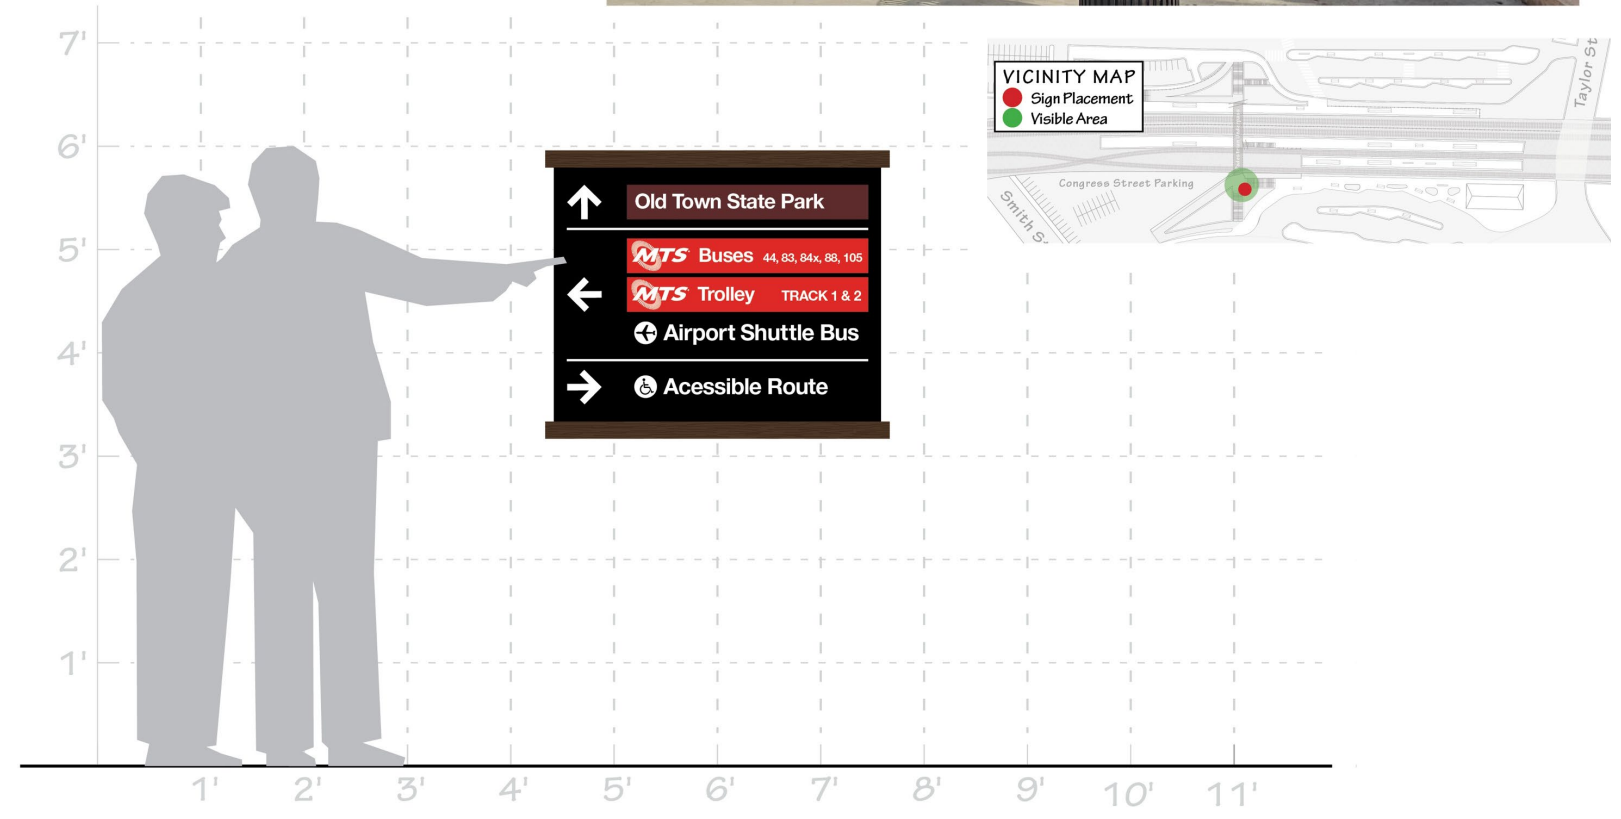 7'
6'
5'
4'
3'
2'
1'
1' 2' 3' 4' 5' 6' 7' 8' 9' 10' 11'
Old Town State Park
MTS Buses 44, 83, 84x, 88, 105
MTS Trolley TRACK 1 & 2
Airport Shuttle Bus
Acessible Route
VICINITY MAP
Sign Placement
Visible Area
Taylor St
Congress Street Parking
Smith S